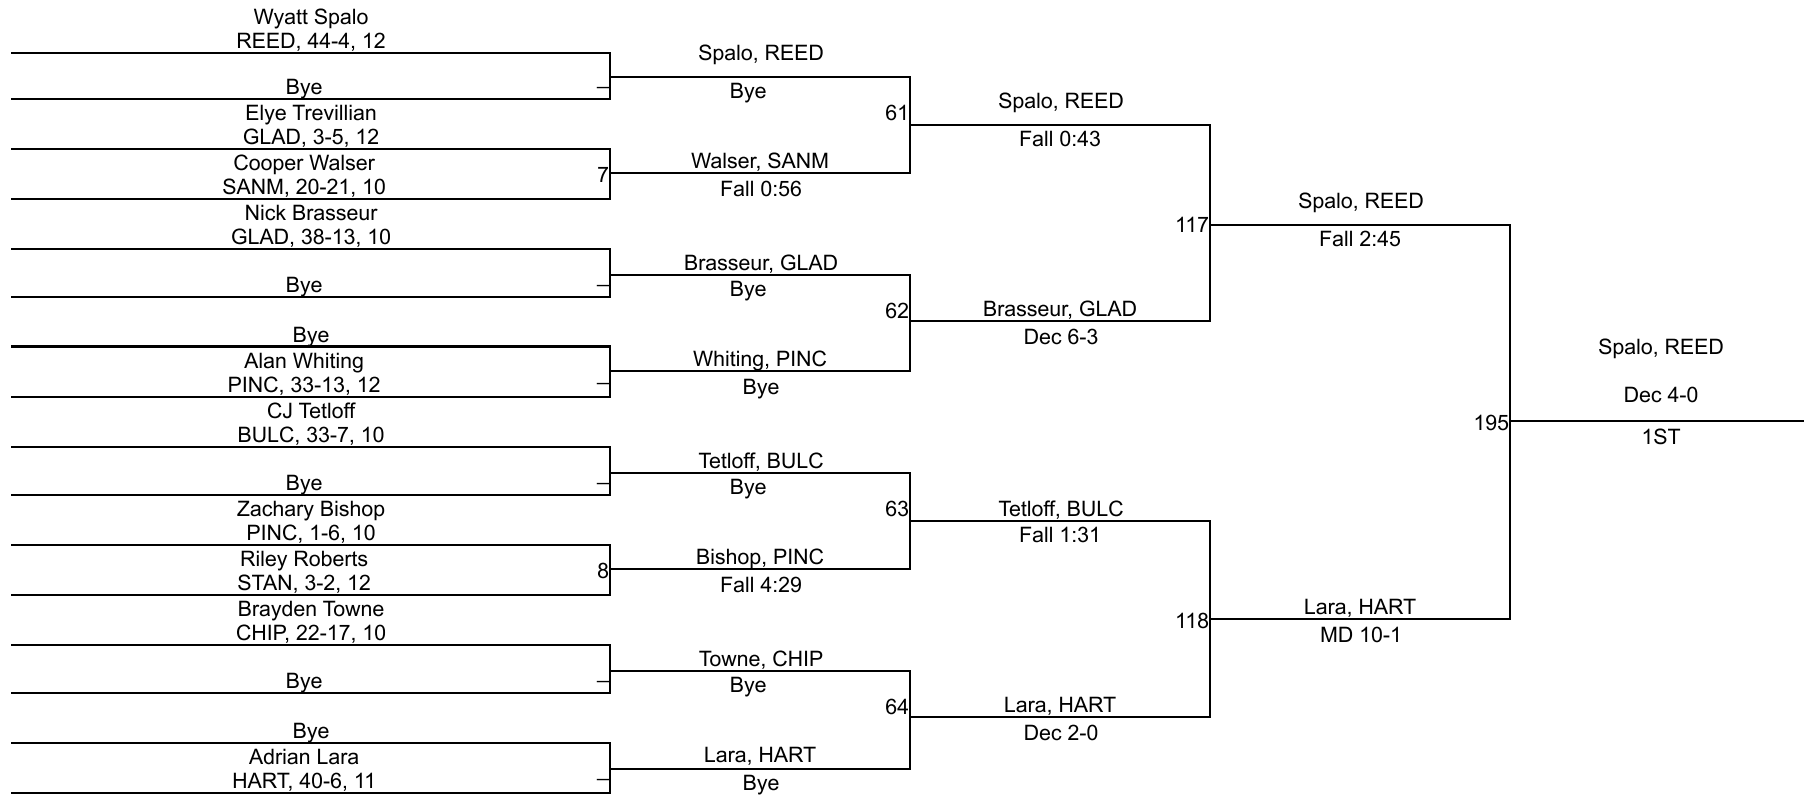 Wyatt Spalo
REED, 44-4, 12
Bye
Elye Trevillian
GLAD, 3-5, 12
Cooper Walser
SANM, 20-21, 10
Nick Brasseur
GLAD, 38-13, 10
Bye
Bye
Alan Whiting
PINC, 33-13, 12
CJ Tetloff
BULC, 33-7, 10
Bye
Zachary Bishop
PINC, 1-6, 10
Riley Roberts
STAN, 3-2, 12
Brayden Towne
CHIP, 22-17, 10
Bye
Bye
Adrian Lara
HART, 40-6, 11
Spalo, REED
Bye
7
Walser, SANM
Fall 0:56
Brasseur, GLAD
Bye
Whiting, PINC
Bye
Tetloff, BULC
Bye
8
Bishop, PINC
Fall 4:29
Towne, CHIP
Bye
Lara, HART
Bye
61
Spalo, REED
Fall 0:43
62
Brasseur, GLAD
Dec 6-3
63
Tetloff, BULC
Fall 1:31
64
Lara, HART
Dec 2-0
117
Spalo, REED
Fall 2:45
118
Lara, HART
MD 10-1
195
Spalo, REED
Dec 4-0
1ST